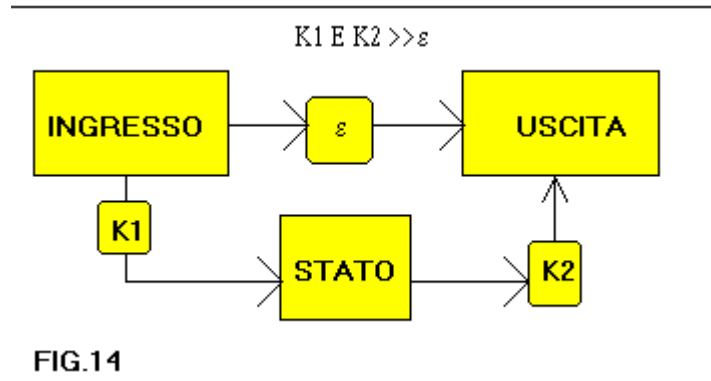 K1 E K2 >>ε
INGRESSO
ε
USCITA
K1
STATO
K2
FIG.14